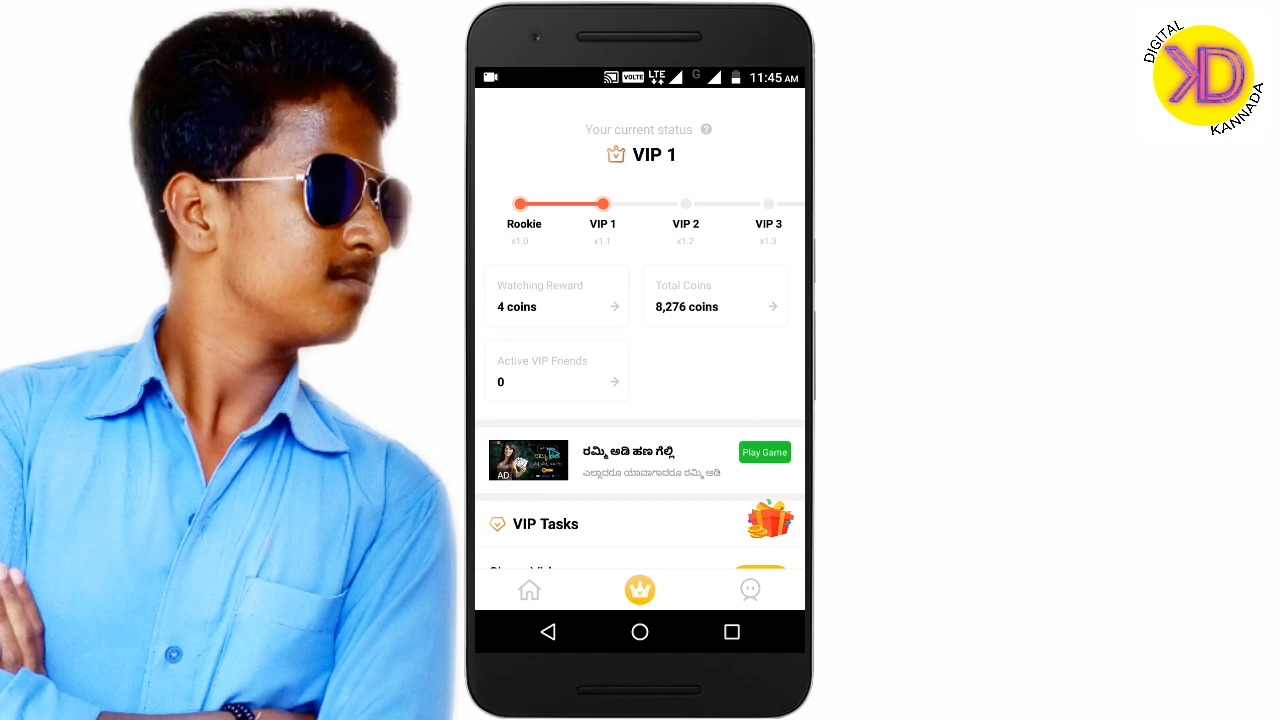 DIGITAL
KD
KANNADA
VOLTE LTE G 11:45 AM
Your current status ?
VIP 1
Rookie VIP 1 VIP 2 VIP 3
x1.0 x1.1 x1.2 x1.3
Watching Reward Total Coins
4 coins 8,276 coins
Active VIP Friends
0
ರಮ್ಮಿ ಆಡಿ ಹಣ ಗೆಲ್ಲಿ
Play Game
AD
ಎಲ್ಲಾದರೂ ಯಾವಾಗಾದರೂ ರಮ್ಮಿ ಆಡಿ
VIP Tasks